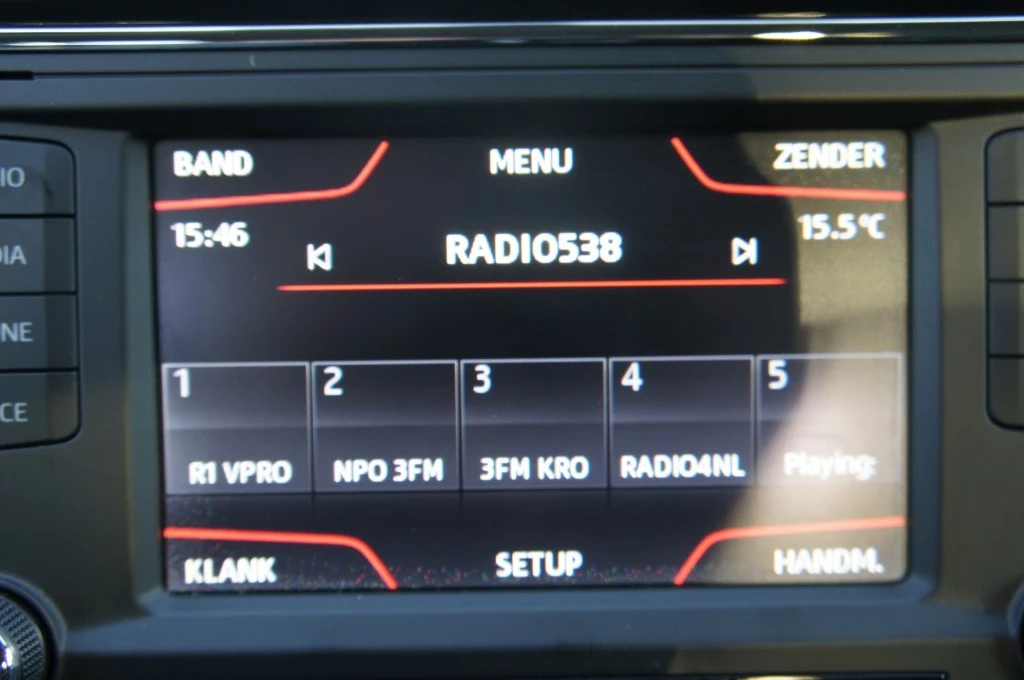 BAND MENU ZENDER
15:46 RADIO538 15.5°C
1 2 3 4 5
R1 VPRO NPO 3FM 3FM KRO RADIO4NL Playing:
KLANK SETUP HANDM.
IO
DIA
NE
CE